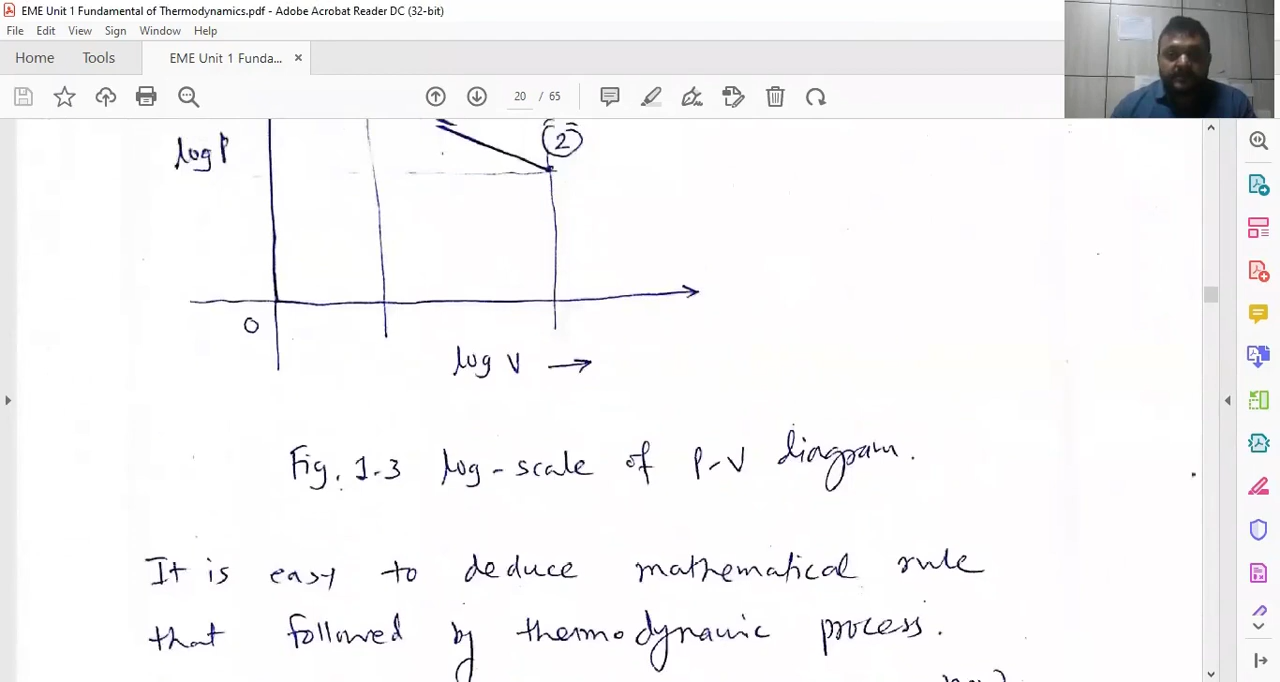 EME Unit 1 Fundamental of Thermodynamics.pdf - Adobe Acrobat Reader DC (32-bit)
File Edit View Sign Window Help
Home Tools EME Unit 1 Funda... ×
20 / 65
log P
2
0
log V
Fig. 1.3 log-scale of P-V diagram.
It is easy to deduce mathematical rule
that followed by thermodynamic process.